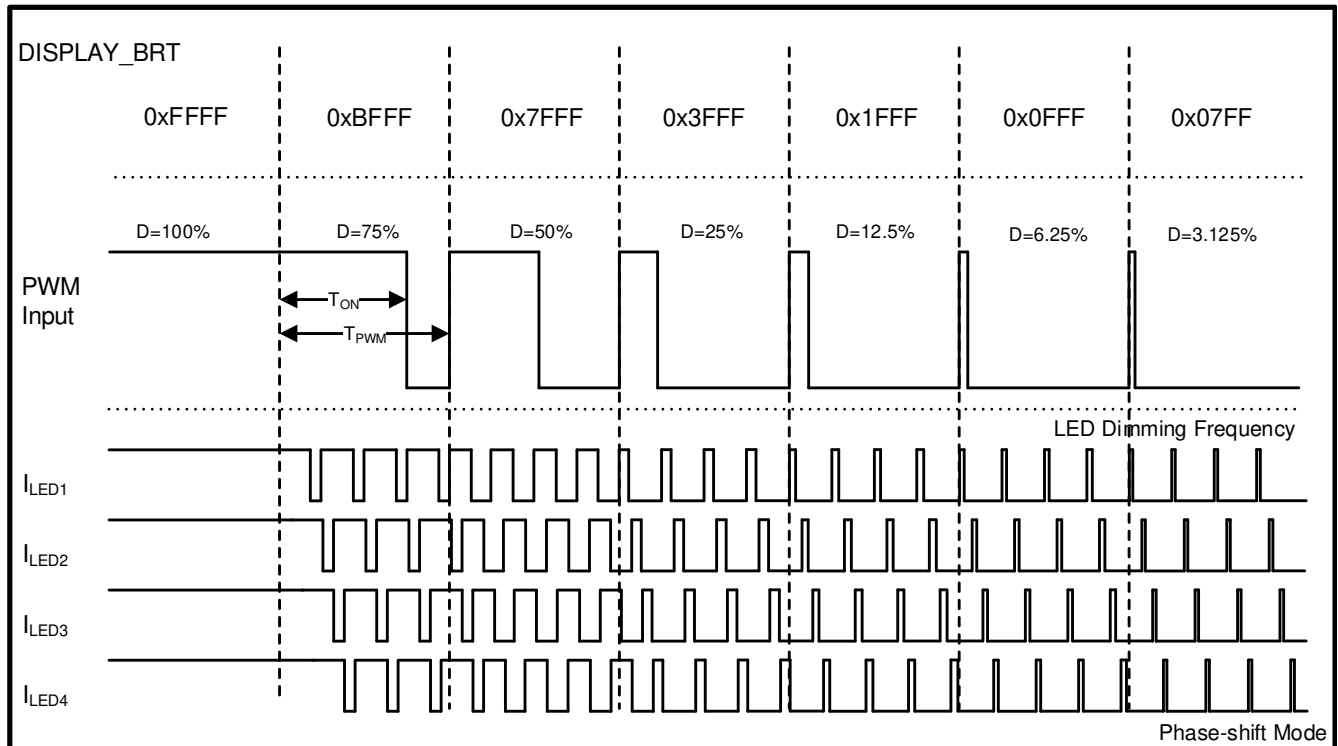 DISPLAY_BRT
0xFFFF 0xBFFF 0x7FFF 0x3FFF 0x1FFF 0x0FFF 0x07FF
D=100% D=75% D=50% D=25% D=12.5% D=6.25% D=3.125%
PWM
Input
TON
TPWM
LED Dimming Frequency
ILED1
ILED2
ILED3
ILED4
Phase-shift Mode